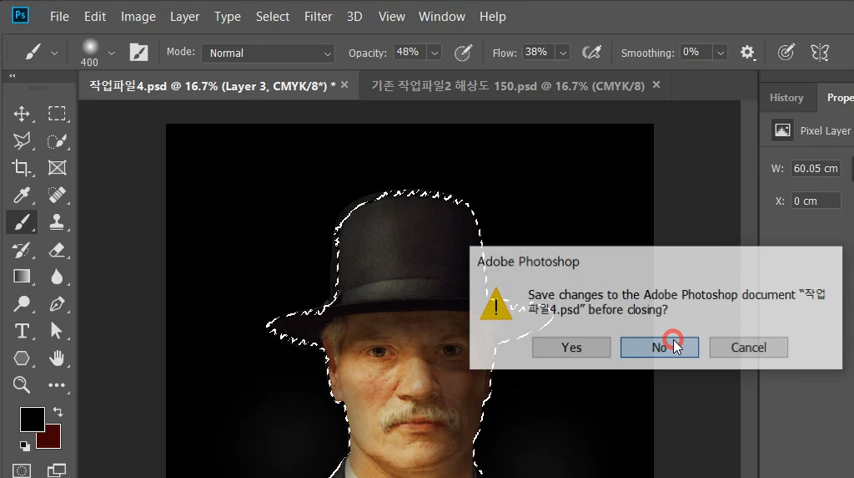 Ps File Edit Image Layer Type Select Filter 3D View Window Help
400 Mode: Normal Opacity: 48% Flow: 38% Smoothing: 0%
작업파일4.psd @ 16.7% (Layer 3, CMYK/8*) * × 기존 작업파일2 해상도 150.psd @ 16.7% (CMYK/8) ×
History Prope
Pixel Layer
W: 60.05 cm
X: 0 cm
Adobe Photoshop
Save changes to the Adobe Photoshop document “작업
파일4.psd” before closing?
Yes No Cancel